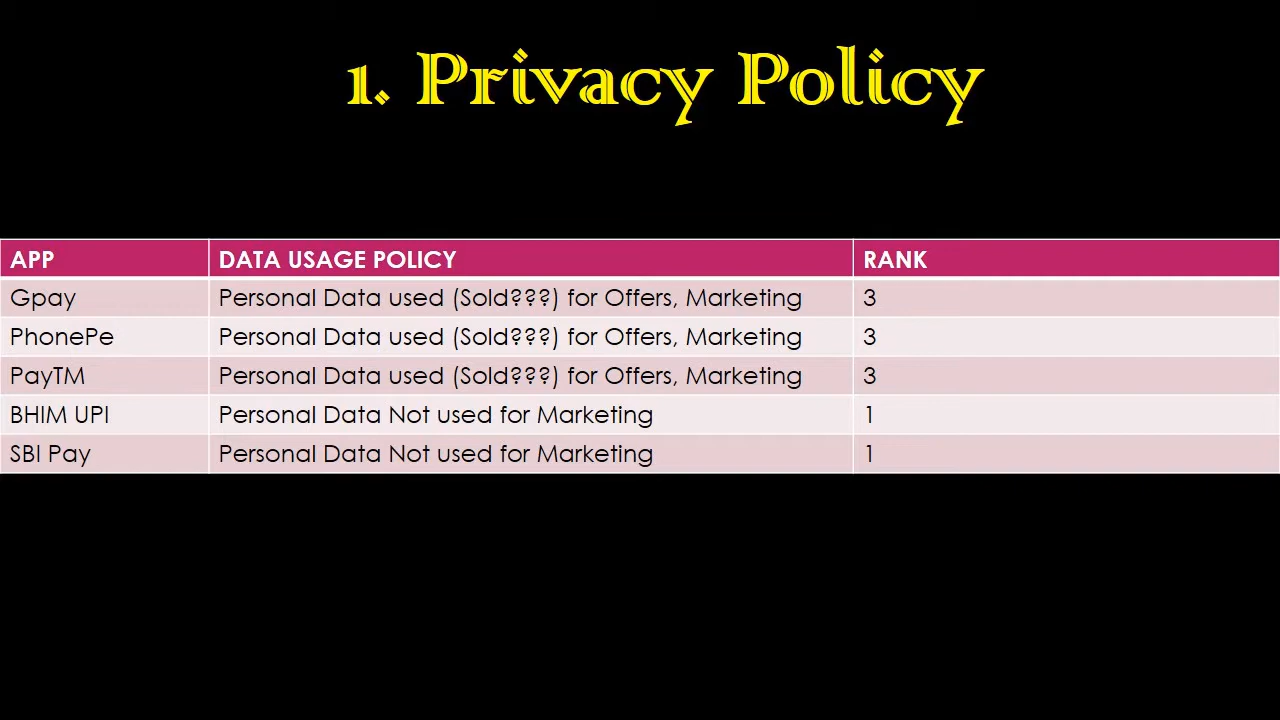 1. Privacy Policy
APP DATA USAGE POLICY RANK
Gpay Personal Data used (Sold???) for Offers, Marketing 3
PhonePe Personal Data used (Sold???) for Offers, Marketing 3
PayTM Personal Data used (Sold???) for Offers, Marketing 3
BHIM UPI Personal Data Not used for Marketing 1
SBI Pay Personal Data Not used for Marketing 1